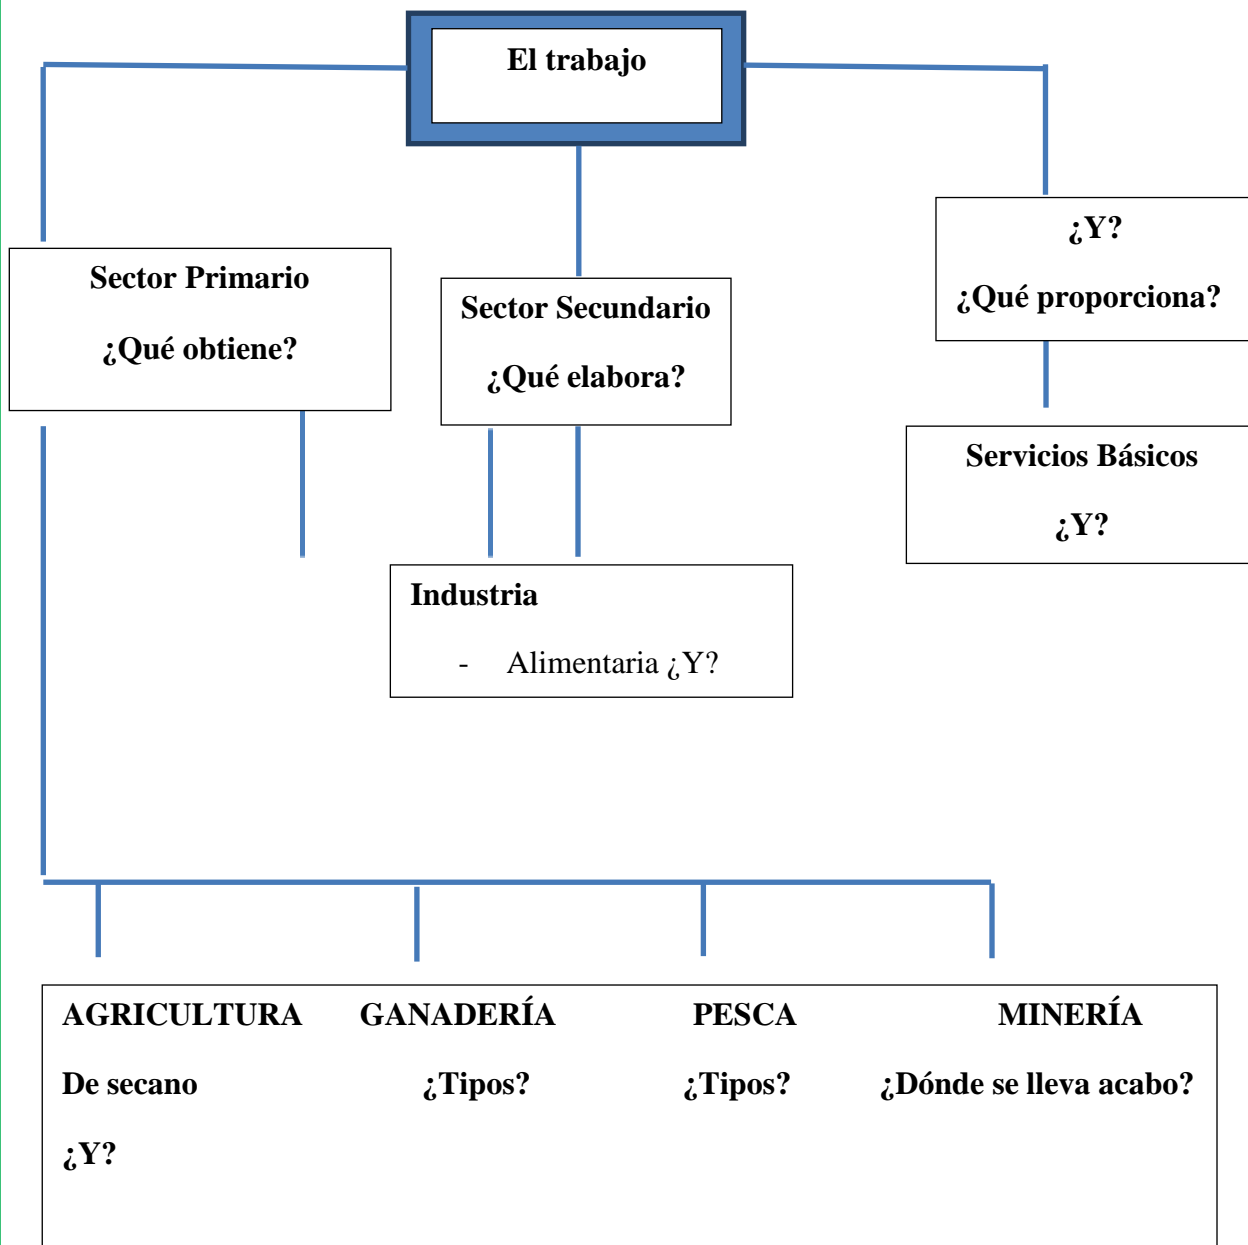 El trabajo
Sector Primario
¿Qué obtiene?
Sector Secundario
¿Qué elabora?
¿Y?
¿Qué proporciona?
Servicios Básicos
¿Y?
Industria
- Alimentaria ¿Y?
AGRICULTURA GANADERÍA PESCA MINERÍA
De secano ¿Tipos? ¿Tipos? ¿Dónde se lleva acabo?
¿Y?